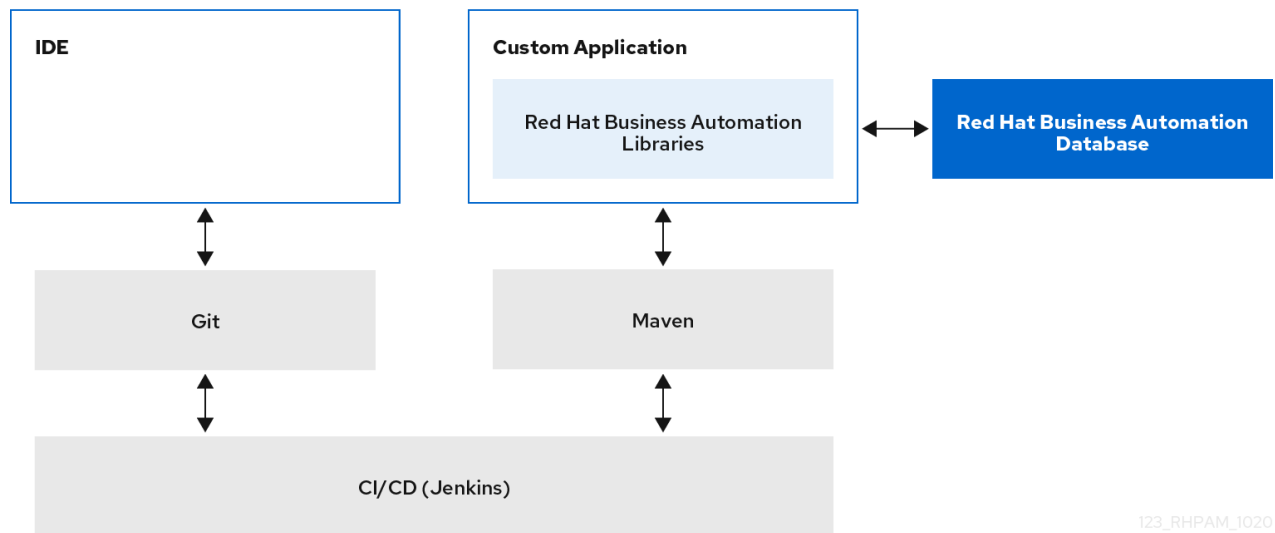 IDE
Custom Application
Red Hat Business Automation
Libraries
Red Hat Business Automation
Database
Git
Maven
CI/CD (Jenkins)
123_RHPAM_1020